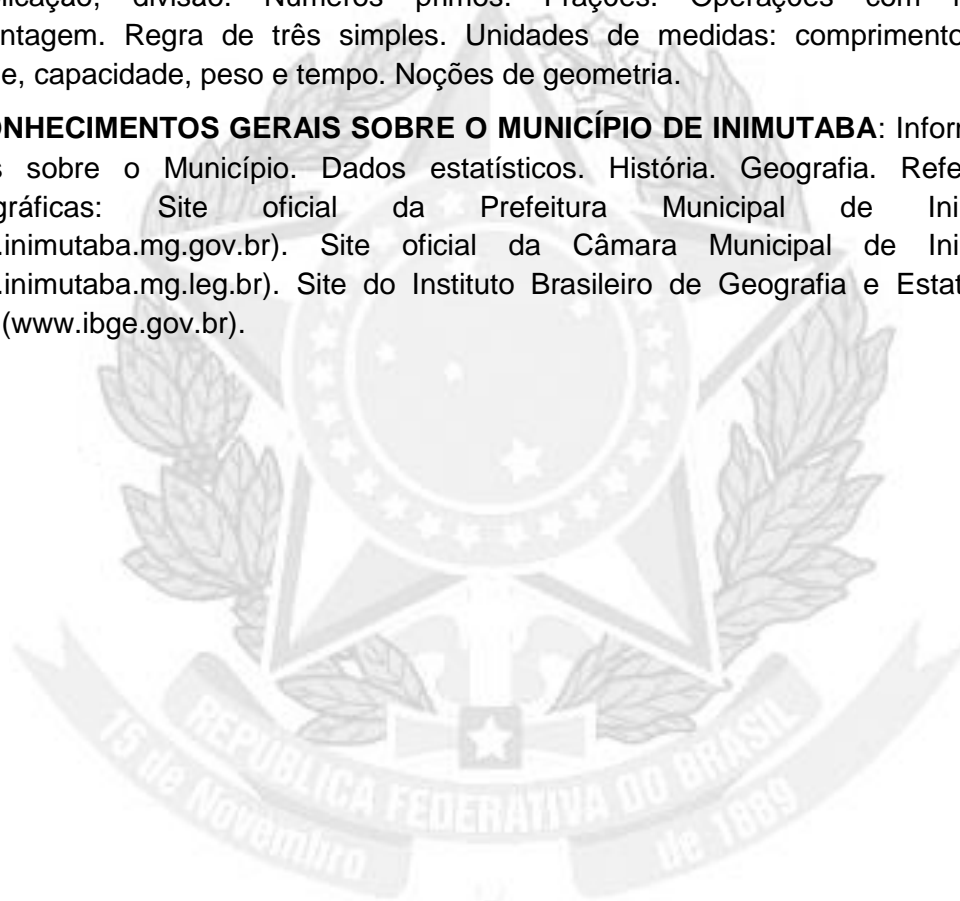 licação, divisão. Números primos. Frações. Operações com
ntagem. Regra de três simples. Unidades de medidas: comprimento
e, capacidade, peso e tempo. Noções de geometria.
ONHECIMENTOS GERAIS SOBRE O MUNICÍPIO DE INIMUTABA: Infor
s sobre o Município. Dados estatísticos. História. Geografia. Refe
gráficas: Site oficial da Prefeitura Municipal de Ini
.inimutaba.mg.gov.br). Site oficial da Câmara Municipal de Ini
.inimutaba.mg.leg.br). Site do Instituto Brasileiro de Geografia e Estat
(www.ibge.gov.br).
REPÚBLICA FEDERATIVA DO BRASIL
15 de Novembro de 1889